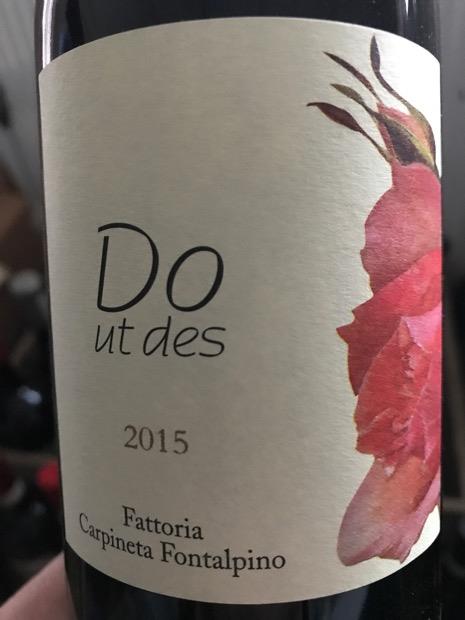 Do
ut des
2015
Fattoria
Carpineta Fontalpino